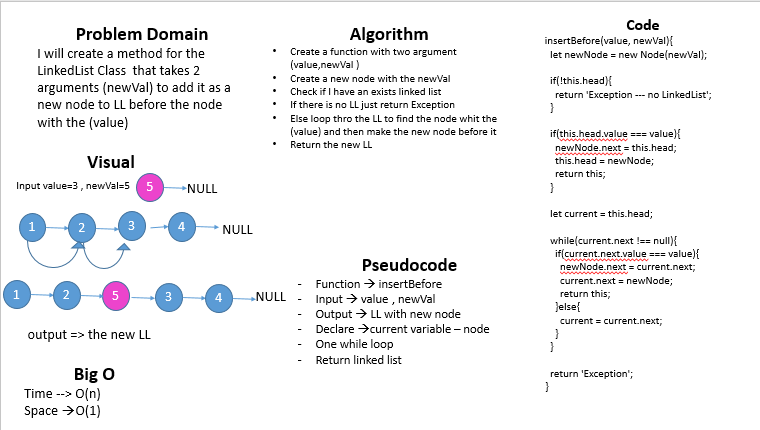 Problem Domain
I will create a method for the
LinkedList Class that takes 2
arguments (newVal) to add it as a
new node to LL before the node
with the (value)
Visual
Input value=3 , newVal=5
5
NULL
1
2
3
4
NULL
1
2
5
3
4
NULL
output => the new LL
Big O
Time --> O(n)
Space →O(1)
Algorithm
• Create a function with two argument
(value,newVal )
• Create a new node with the newVal
• Check if I have an exists linked list
• If there is no LL just return Exception
• Else loop thro the LL to find the node whit the
(value) and then make the new node before it
• Return the new LL
Pseudocode
- Function → insertBefore
- Input → value , newVal
- Output → LL with new node
- Declare →current variable – node
- One while loop
- Return linked list
Code
insertBefore(value, newVal){
let newNode = new Node(newVal);
if(!this.head){
return 'Exception --- no LinkedList';
}
if(this.head.value === value){
newNode.next = this.head;
this.head = newNode;
return this;
}
let current = this.head;
while(current.next !== null){
if(current.next.value === value){
newNode.next = current.next;
current.next = newNode;
return this;
}else{
current = current.next;
}
}
return 'Exception';
}